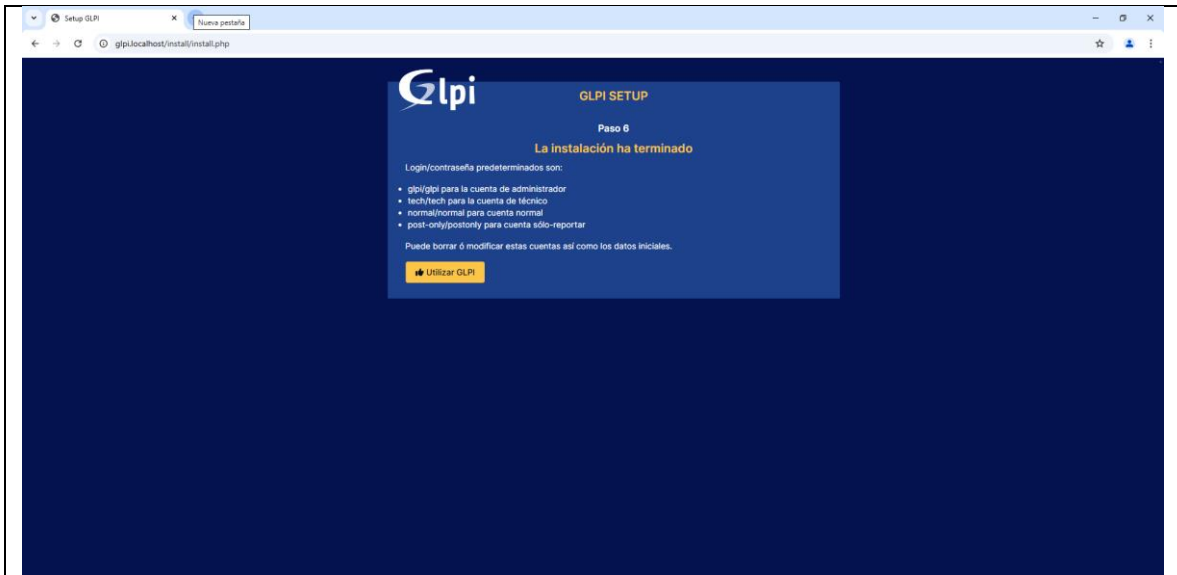 Setup GLPI
Nueva pestaña
glpi.localhost/install/install.php
Glpi
GLPI SETUP
Paso 6
La instalación ha terminado
Login/contraseña predeterminados son:
glpi/glpi para la cuenta de administrador
tech/tech para la cuenta de técnico
normal/normal para cuenta normal
post-only/postonly para cuenta sólo-reportar
Puede borrar ó modificar estas cuentas así como los datos iniciales.
Utilizar GLPI